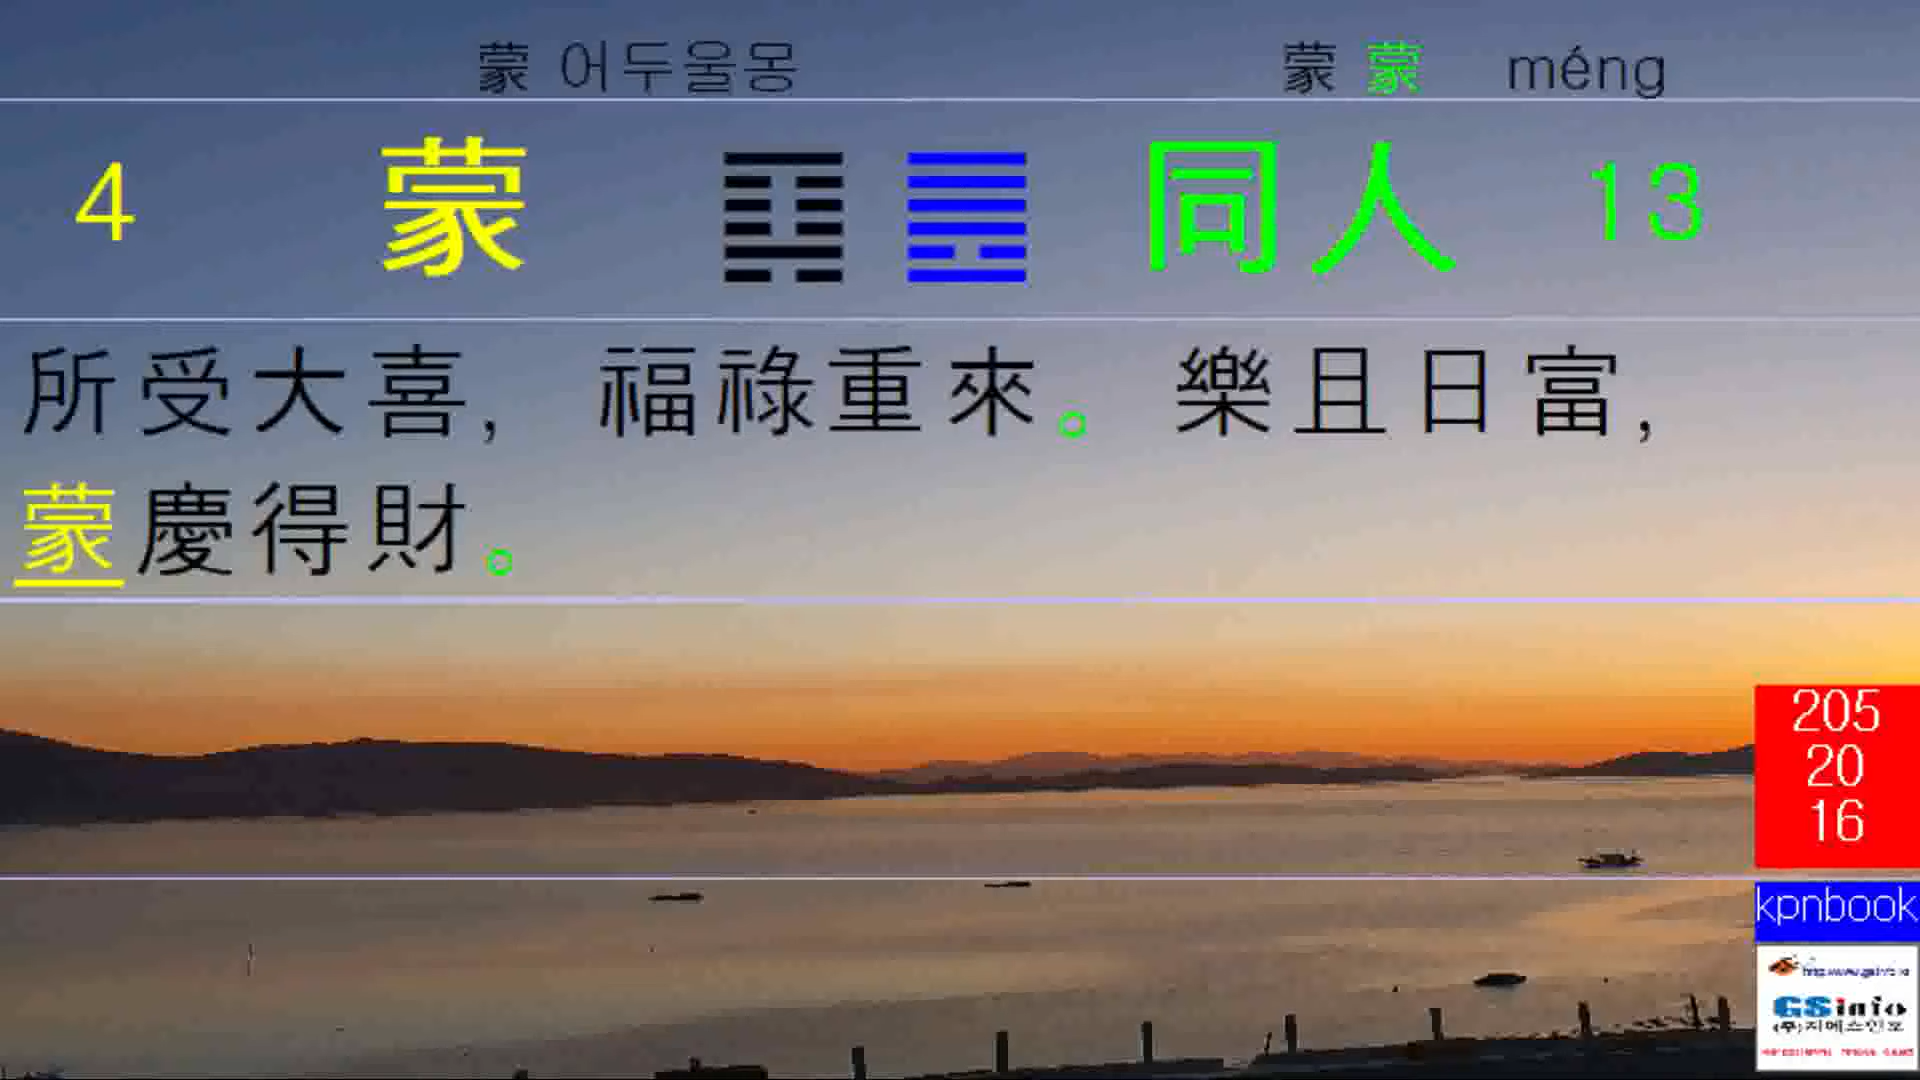 蒙 어두울몽 蒙 蒙 méng
4 蒙 同人 13
所受大喜, 福祿重來。 樂且日富,
蒙慶得財。
205
20
16
kpnbook
GSinfo
(주)지에스인포